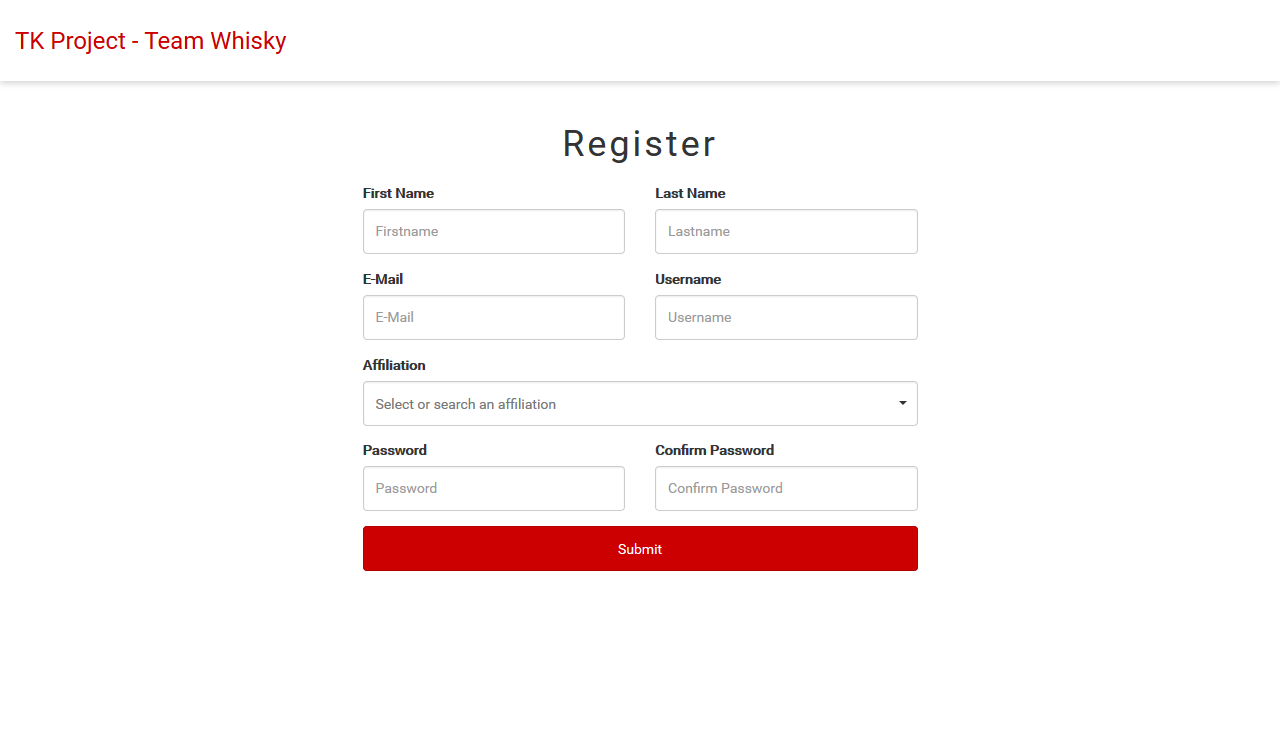 TK Project - Team Whisky
Register
First Name Last Name
Firstname Lastname
E-Mail Username
E-Mail Username
Affiliation
Select or search an affiliation
Password Confirm Password
Password Confirm Password
Submit